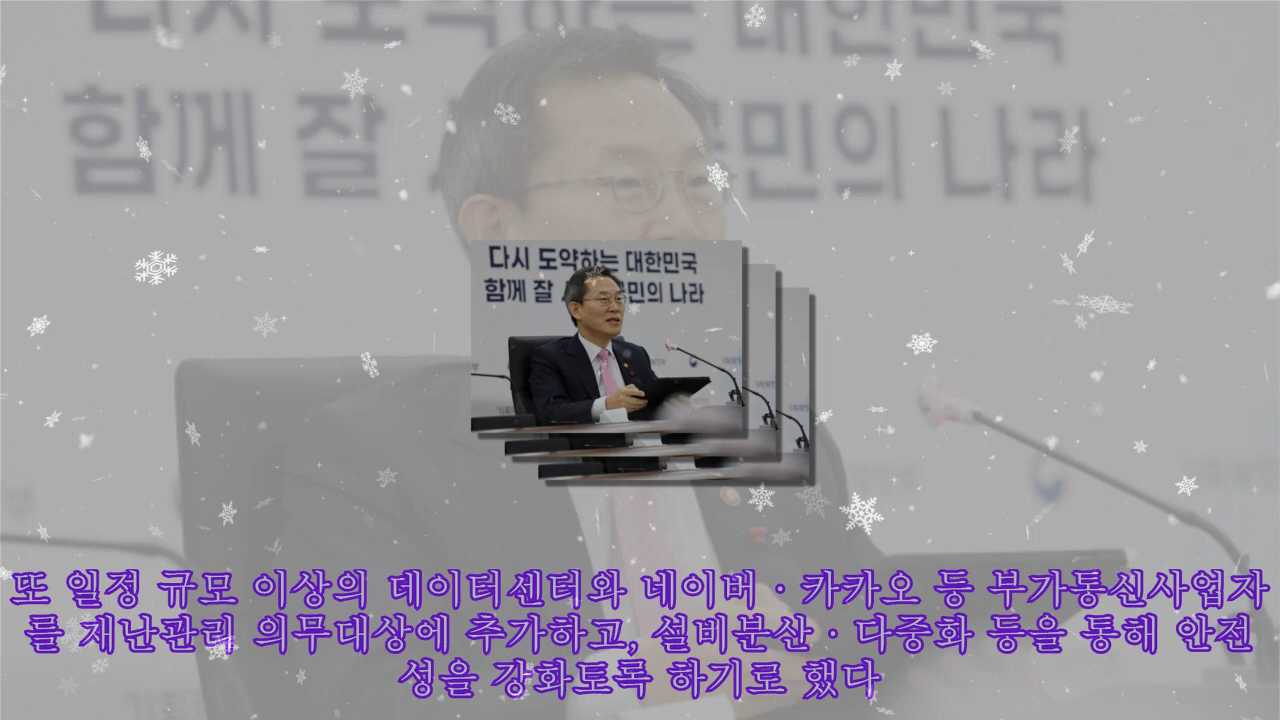 다시 도약하는 대한민국
함께 잘 국민의 나라
다시 도약하는 대한민국
함께 잘 국민의 나라
또 일정 규모 이상의 데이터센터와 네이버·카카오 등 부가통신사업자
를 재난관리 의무대상에 추가하고, 설비분산·다중화 등을 통해 안전
성을 강화토록 하기로 했다